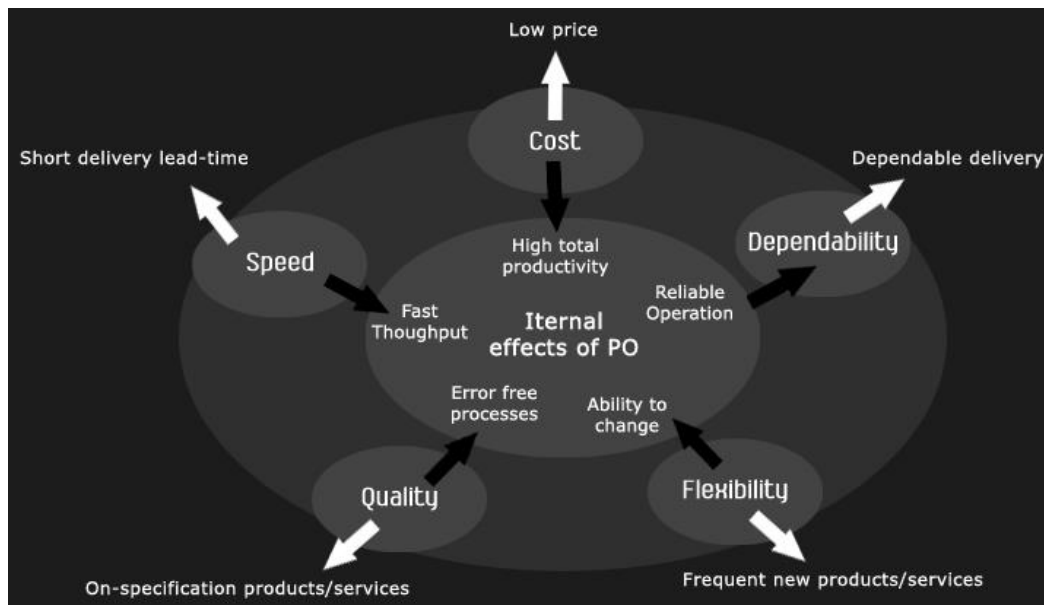 Low price
Cost
Short delivery lead-time
Dependable delivery
Speed
Dependability
High total
productivity
Reliable
Operation
Fast
Thoughput
Iternal
effects of PO
Error free
processes
Ability to
change
Quality
Flexibility
On-specification products/services
Frequent new products/services